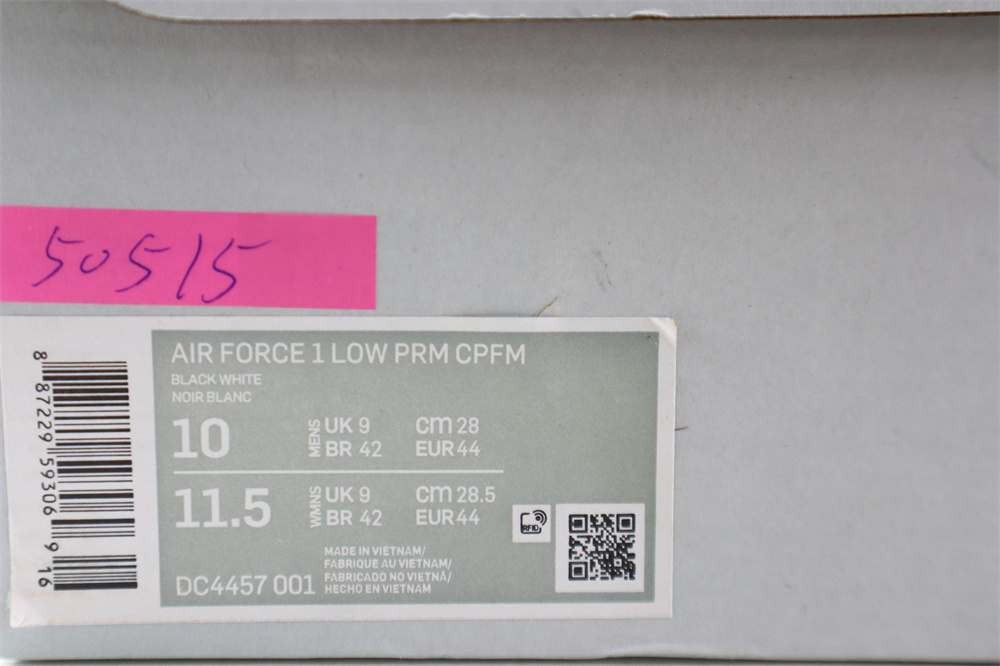 50515
AIR FORCE 1 LOW PRM CPFM
BLACK WHITE
NOIR BLANC
10 MENS UK 9 cm 28
BR 42 EUR 44
11.5 WMNS UK 9 cm 28.5
BR 42 EUR 44
RFID
MADE IN VIETNAM/
FABRIQUE AU VIETNAM/
FABRICADO NO VIETNÃ/
HECHO EN VIETNAM
DC4457 001
8 87229 59306 9 16